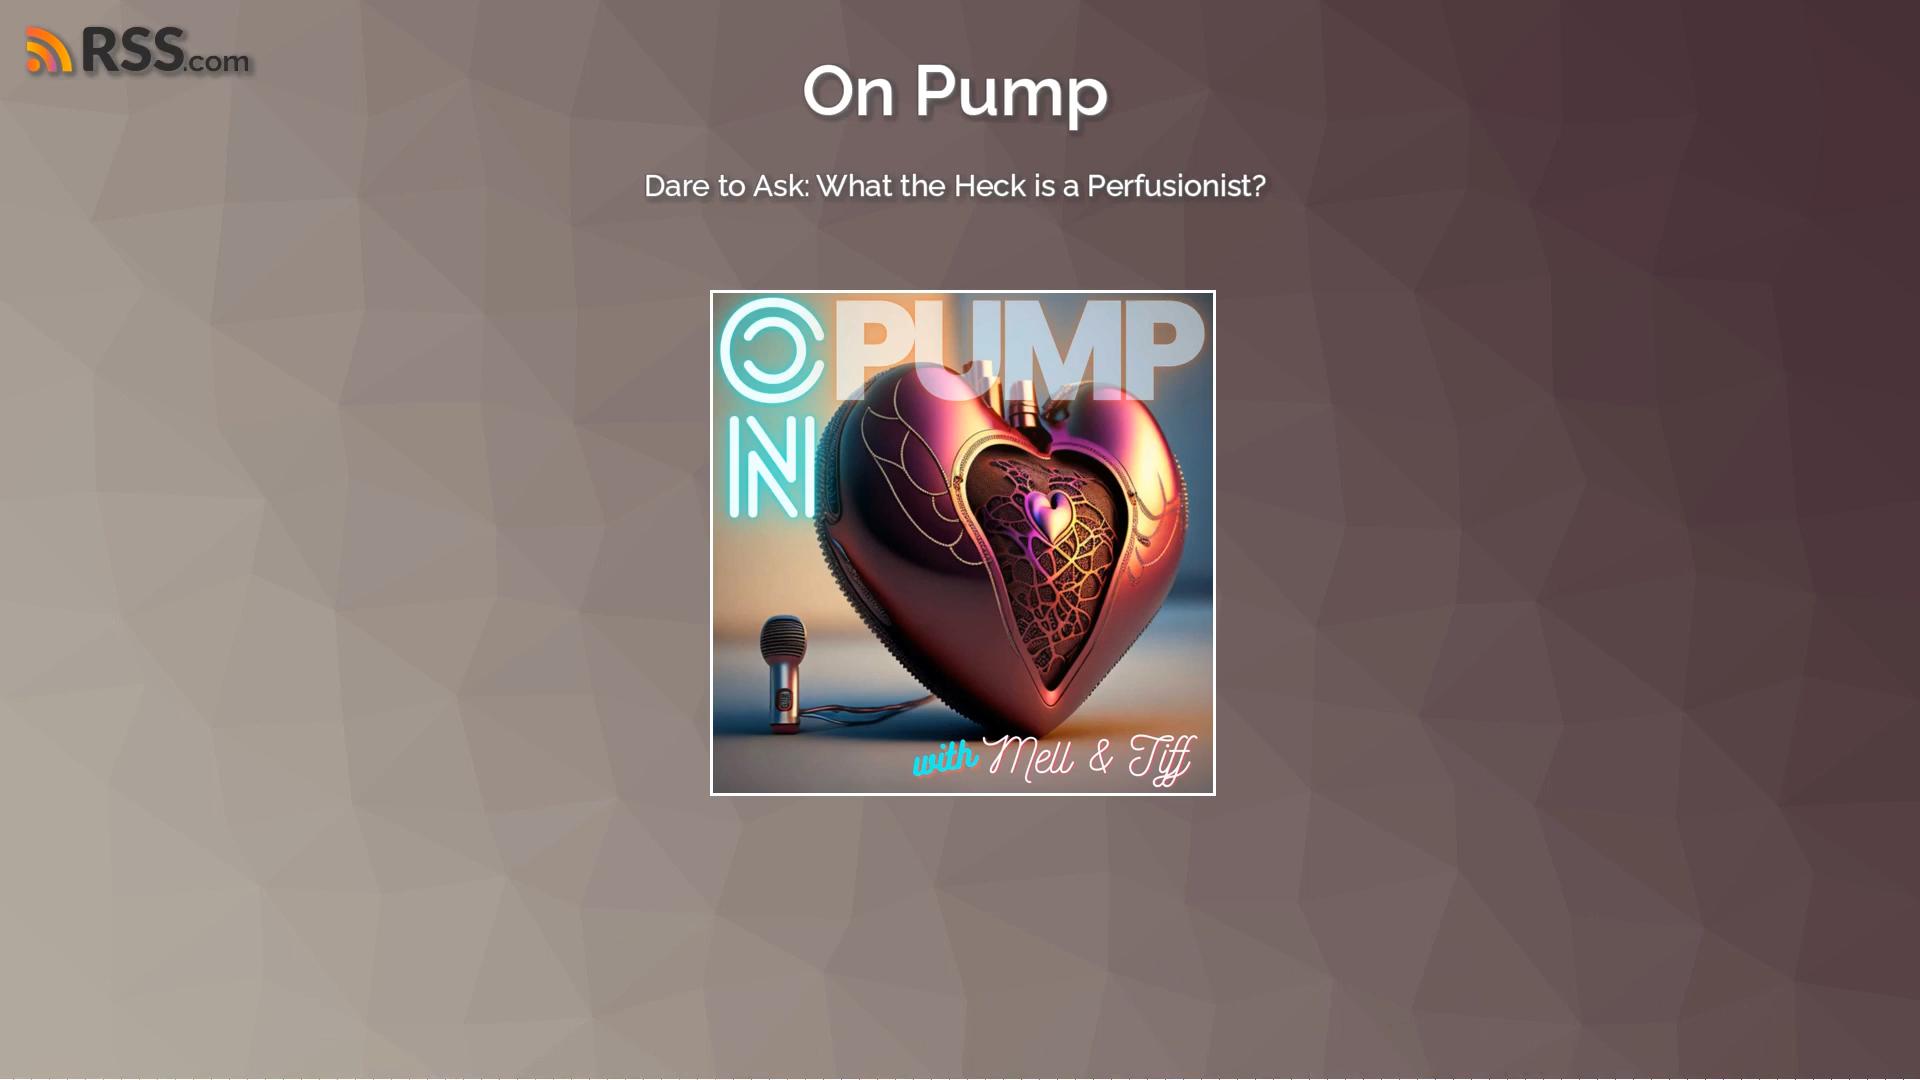 RSS.com
On Pump
Dare to Ask: What the Heck is a Perfusionist?
ON PUMP
with Mell & Tiff